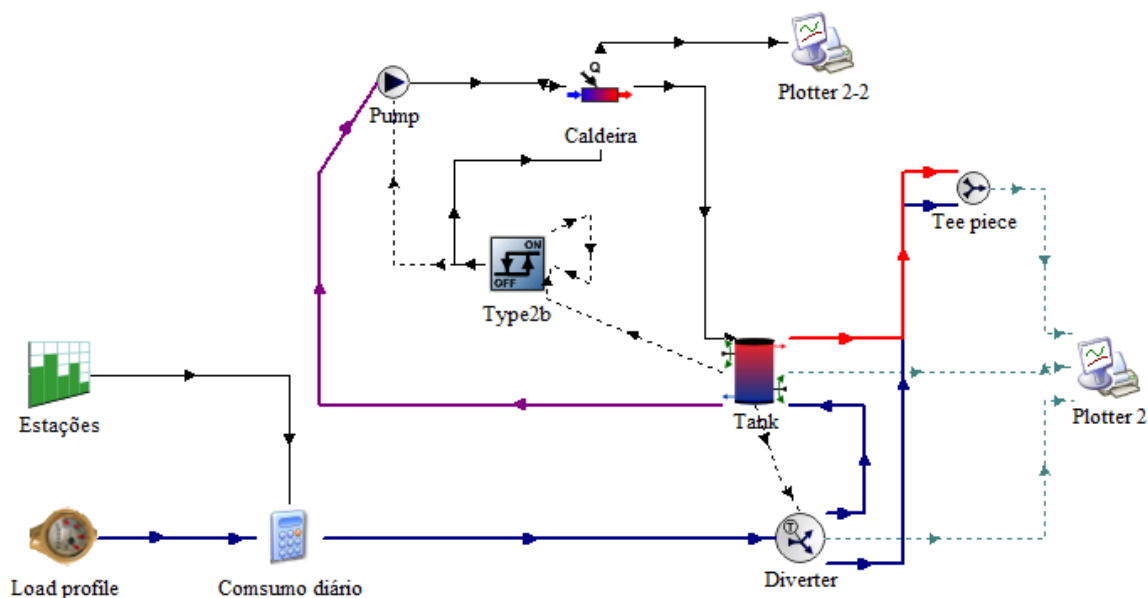 Plotter 2-2
Q
Pump
Caldeira
Tee piece
ON
OFF
Type2b
Estações
Tank
Plotter 2
T
Load profile
Comsumo diário
Diverter